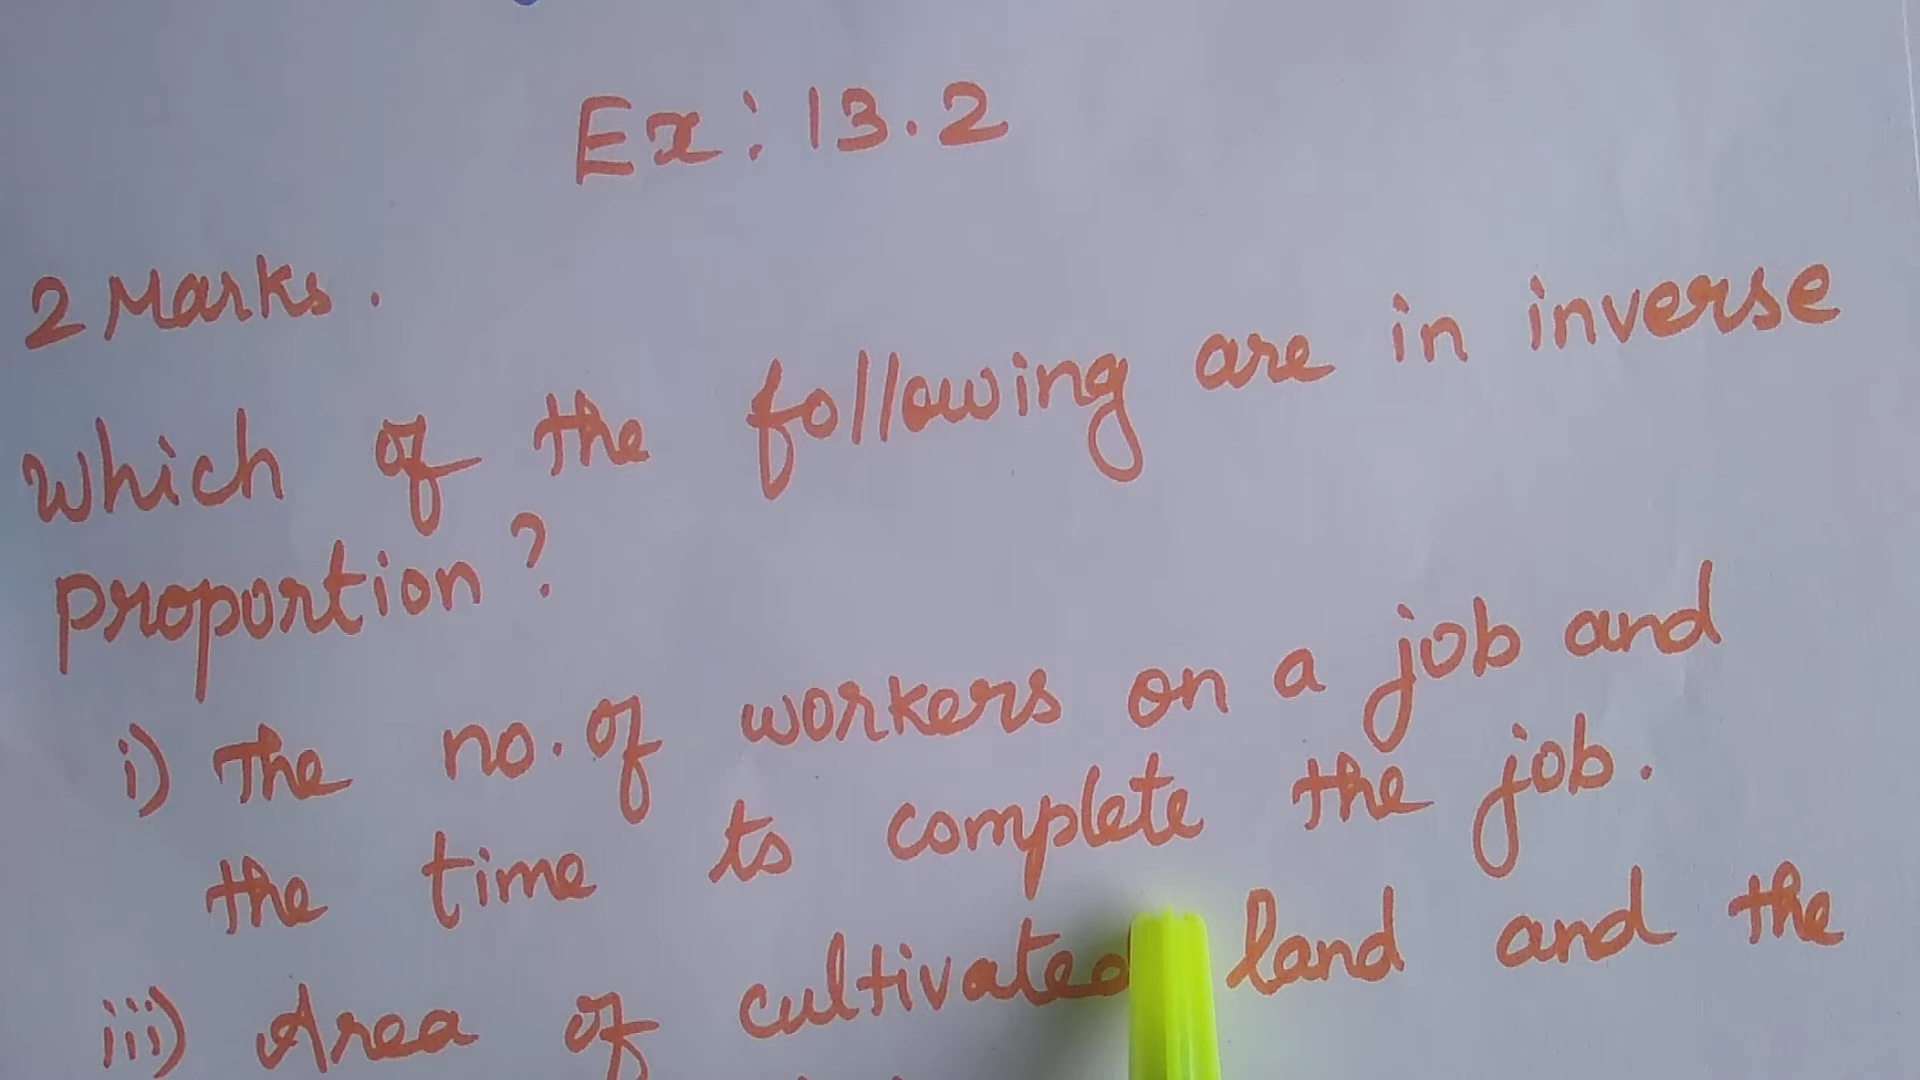 Ex: 13.2
2 Marks.
Which of the following are in inverse
proportion?
i) The no. of workers on a job and
the time to complete the job.
iii) Area of cultivated land and the